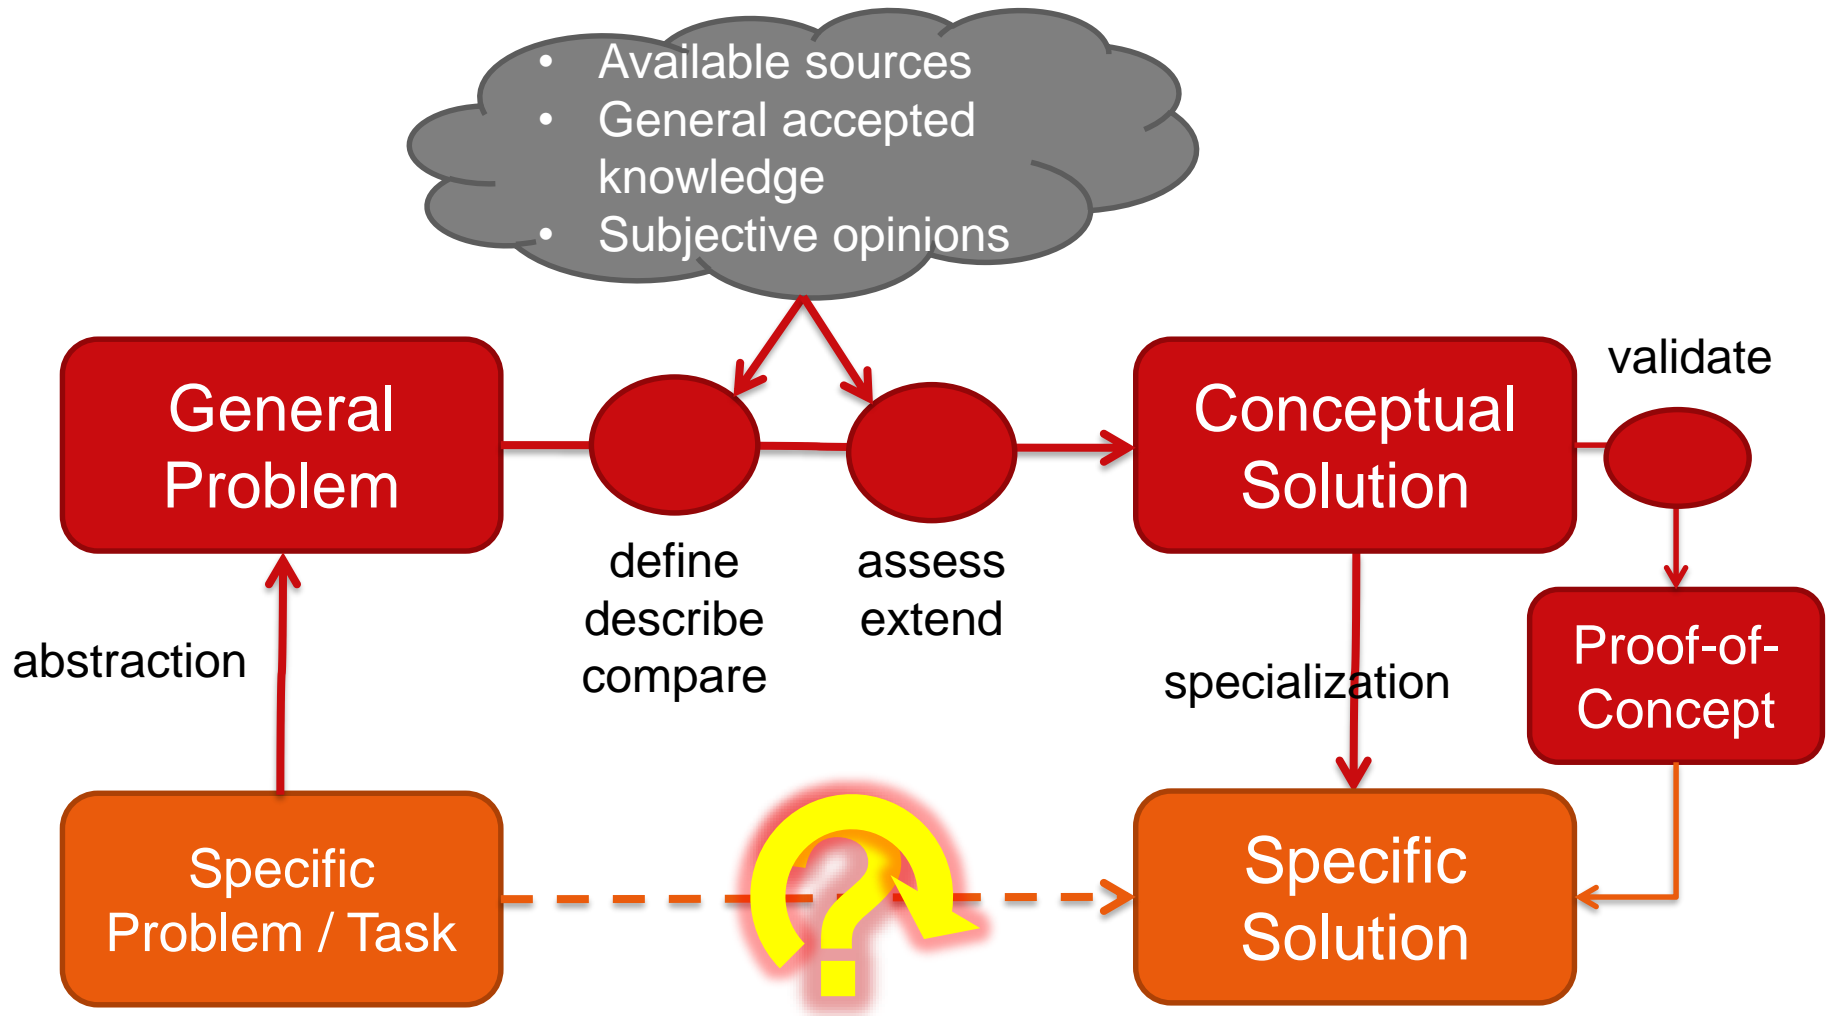 • Available sources
• General accepted
knowledge
• Subjective opinions
General
Problem
Conceptual
Solution
validate
define
describe
compare
assess
extend
abstraction
specialization
Proof-of-
Concept
Specific
Problem / Task
?
Specific
Solution